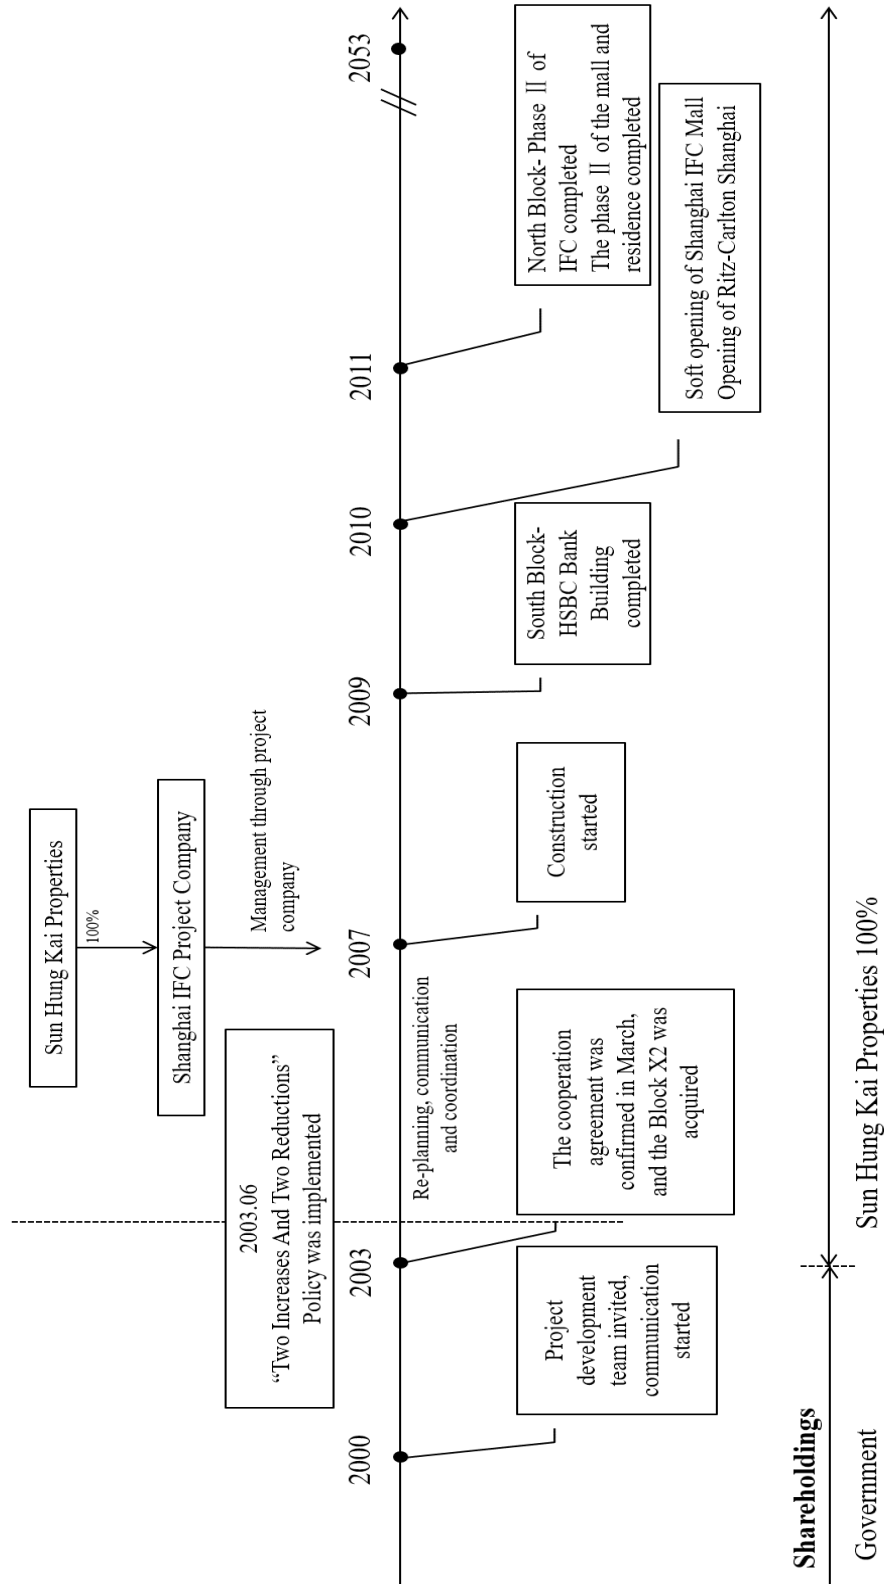 Sun Hung Kai Properties
100%
Shanghai IFC Project Company
Management through project
company
2003.06
“Two Increases And Two Reductions”
Policy was implemented
2000
2003
2007
2009
2010
2011
2053
Re-planning, communication
and coordination
Project
development
team invited,
communication
started
The cooperation
agreement was
confirmed in March,
and the Block X2 was
acquired
Construction
started
South Block-
HSBC Bank
Building
completed
North Block- Phase Ⅱ of
IFC completed
The phase Ⅱ of the mall and
residence completed
Soft opening of Shanghai IFC Mall
Opening of Ritz-Carlton Shanghai
Shareholdings
Government
Sun Hung Kai Properties 100%